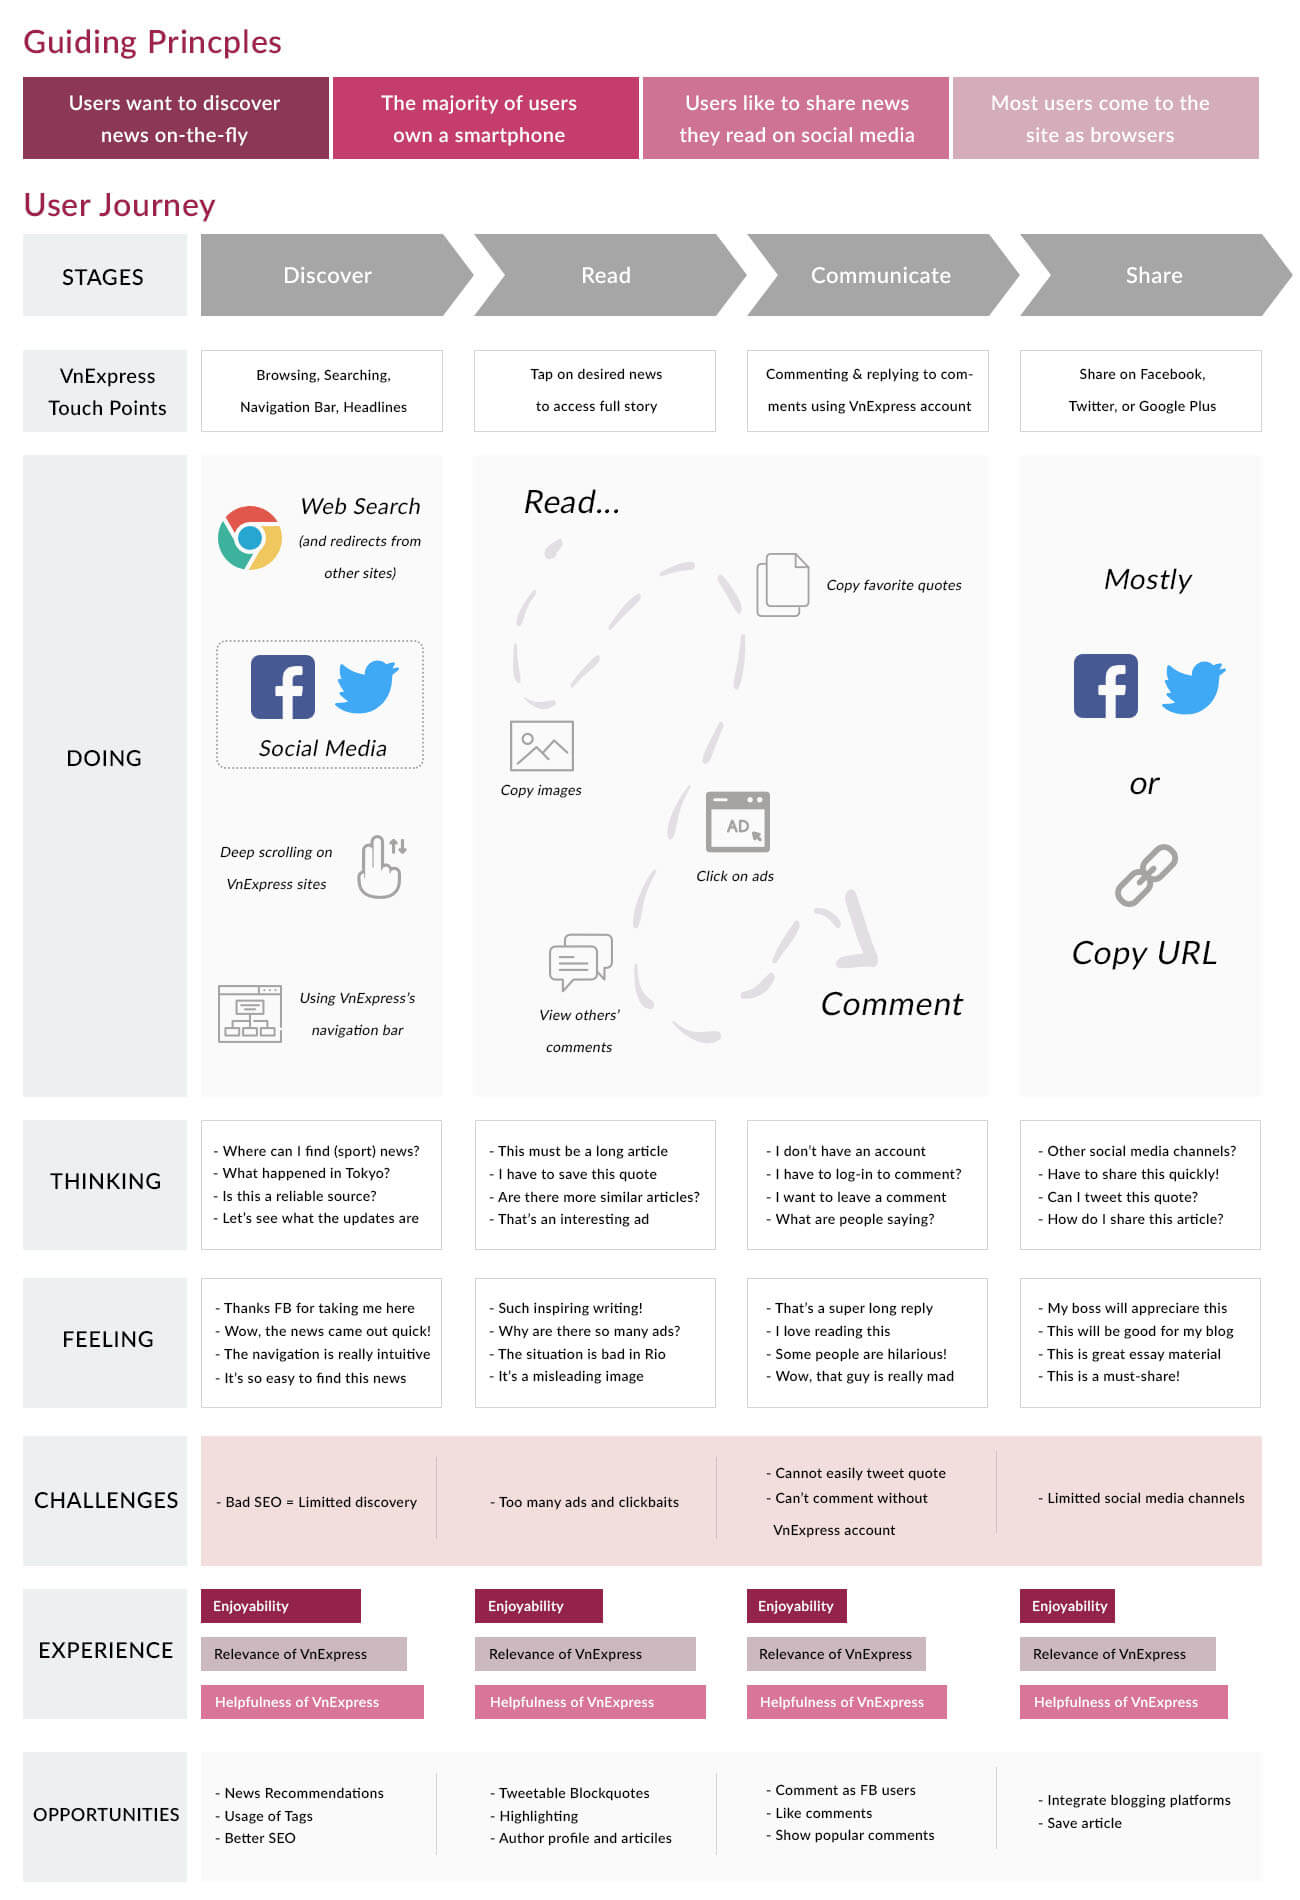 Guiding Princples
Users want to discover
news on-the-fly
The majority of users
own a smartphone
Users like to share news
they read on social media
Most users come to the
site as browsers
User Journey
STAGES
Discover
Read
Communicate
Share
VnExpress
Touch Points
Browsing, Searching,
Navigation Bar, Headlines
Tap on desired news
to access full story
Commenting & replying to com-
ments using VnExpress account
Share on Facebook,
Twitter, or Google Plus
DOING
Web Search
(and redirects from
other sites)
Social Media
Deep scrolling on
VnExpress sites
Using VnExpress's
navigation bar
Read...
Copy favorite quotes
Copy images
AD
Click on ads
View others'
comments
Comment
Mostly
or
Copy URL
THINKING
- Where can I find (sport) news?
- What happened in Tokyo?
- Is this a reliable source?
- Let's see what the updates are
- This must be a long article
- I have to save this quote
- Are there more similar articles?
- That's an interesting ad
- I don't have an account
- I have to log-in to comment?
- I want to leave a comment
- What are people saying?
- Other social media channels?
- Have to share this quickly!
- Can I tweet this quote?
- How do I share this article?
FEELING
- Thanks FB for taking me here
- Wow, the news came out quick!
- The navigation is really intuitive
- It's so easy to find this news
- Such inspiring writing!
- Why are there so many ads?
- The situation is bad in Rio
- It's a misleading image
- That's a super long reply
- I love reading this
- Some people are hilarious!
- Wow, that guy is really mad
- My boss will appreciare this
- This will be good for my blog
- This is great essay material
- This is a must-share!
CHALLENGES
- Bad SEO = Limitted discovery
- Too many ads and clickbaits
- Cannot easily tweet quote
- Can't comment without
VnExpress account
- Limitted social media channels
EXPERIENCE
Enjoyability
Relevance of VnExpress
Helpfulness of VnExpress
Enjoyability
Relevance of VnExpress
Helpfulness of VnExpress
Enjoyability
Relevance of VnExpress
Helpfulness of VnExpress
Enjoyability
Relevance of VnExpress
Helpfulness of VnExpress
OPPORTUNITIES
- News Recommendations
- Usage of Tags
- Better SEO
- Tweetable Blockquotes
- Highlighting
- Author profile and articiles
- Comment as FB users
- Like comments
- Show popular comments
- Integrate blogging platforms
- Save article